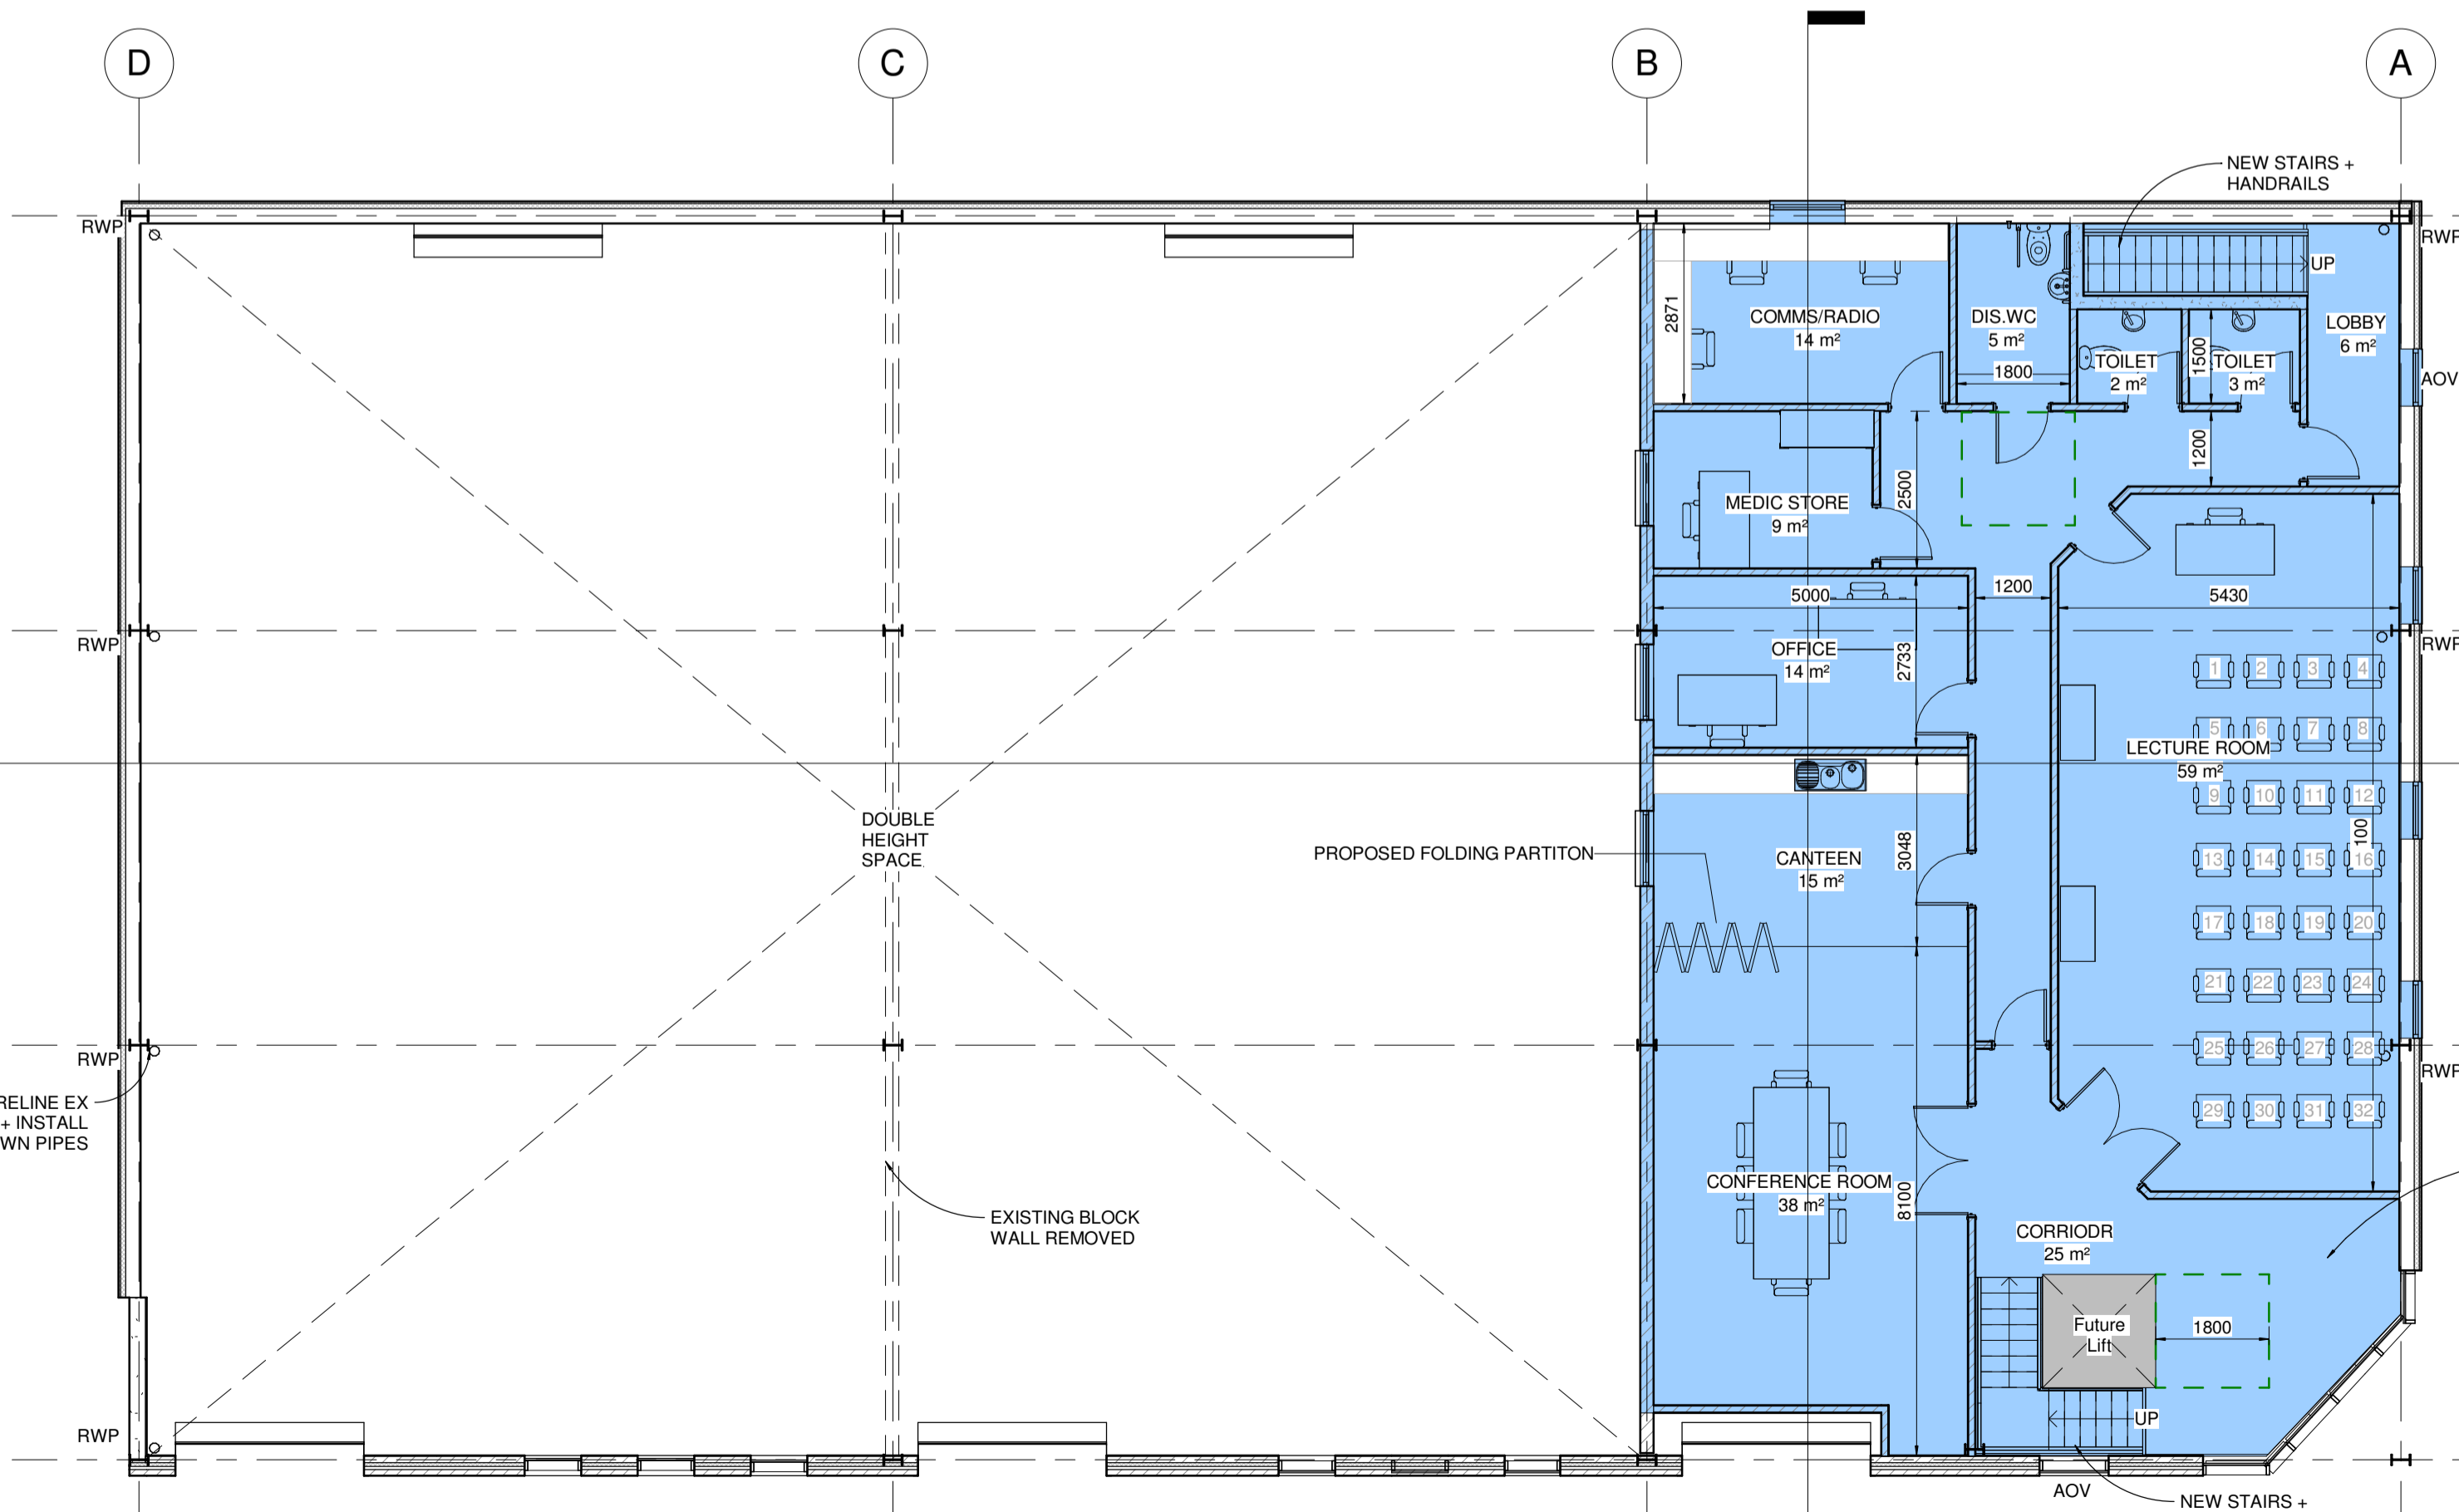 D
C
B
A
NEW STAIRS +
HANDRAILS
RWP
RWP
UP
2871
COMMS/RADIO
14 m²
DIS.WC
5 m²
1800
TOILET
2 m²
1500
TOILET
3 m²
LOBBY
6 m²
AOV
MEDIC STORE
9 m²
2500
1200
5000
1200
5430
RWP
OFFICE
14 m²
2733
RWP
1 2 3 4
5 6 7 8
LECTURE ROOM
59 m²
9 10 11 12
100
13 14 15 16
17 18 19 20
21 22 23 24
25 26 27 28
29 30 31 32
DOUBLE
HEIGHT
SPACE
PROPOSED FOLDING PARTITON
CANTEEN
15 m²
3048
RWP
RWP
RELINE EX
+ INSTALL
WN PIPES
EXISTING BLOCK
WALL REMOVED
CONFERENCE ROOM
38 m²
8100
CORRIODR
25 m²
Future
Lift
1800
UP
RWP
AOV
NEW STAIRS +